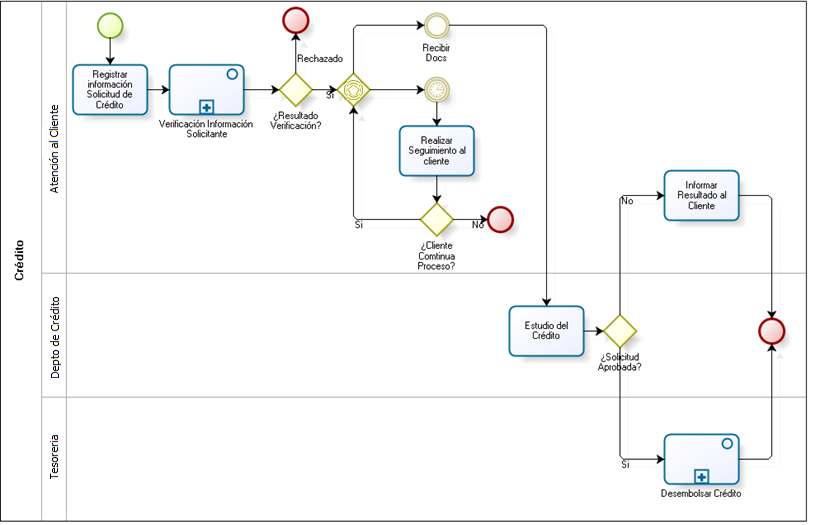 Crédito
Atención al Cliente
Registrar
información
Solicitud de
Crédito
Verificación Información
Solicitante
Rechazado
¿Resultado
Verificación?
Si
Recibir
Docs
Realizar
Seguimiento al
cliente
Si
No
¿Cliente
Comtinua
Proceso?
Informar
Resultado al
Cliente
No
Depto de Crédito
Estudio del
Crédito
¿Solicitud
Aprobada?
Tesoreria
Si
Desembolsar Crédito